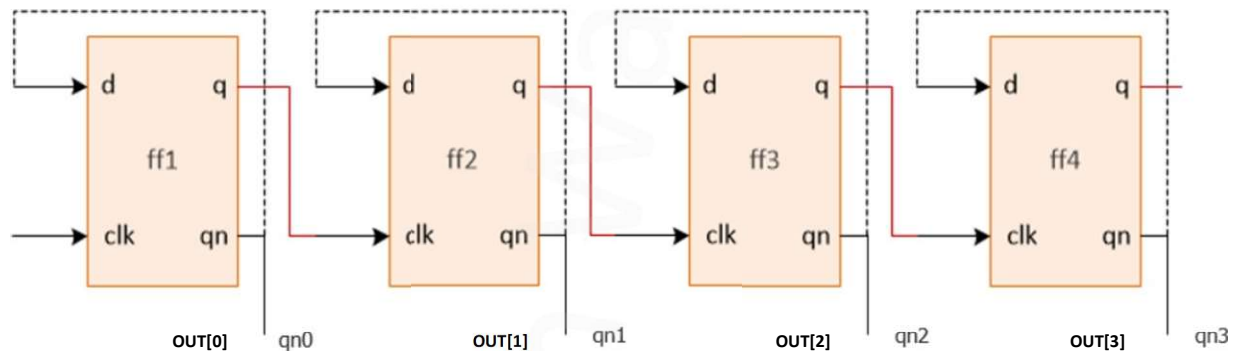 d q d q d q d q
ff1 ff2 ff3 ff4
clk qn clk qn clk qn clk qn
OUT[0] qn0 OUT[1] qn1 OUT[2] qn2 OUT[3] qn3